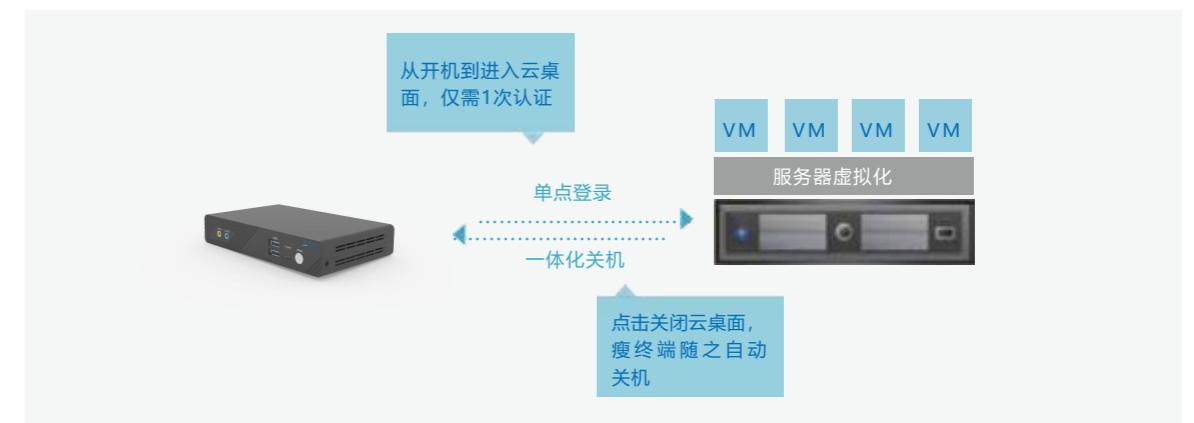 从开机到进入云桌
面，仅需1次认证
VM VM VM VM
服务器虚拟化
单点登录
一体化关机
点击关闭云桌面，
瘦终端随之自动
关机